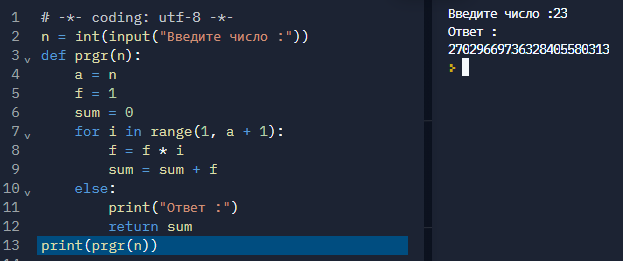 1 # -*- coding: utf-8 -*-
2 n = int(input("Введите число :"))
3 def prgr(n):
4     a = n
5     f = 1
6     sum = 0
7     for i in range(1, a + 1):
8         f = f * i
9         sum = sum + f
10     else:
11         print("Ответ :")
12         return sum
13 print(prgr(n))
Введите число :23
Ответ :
27029669736328405580313
>